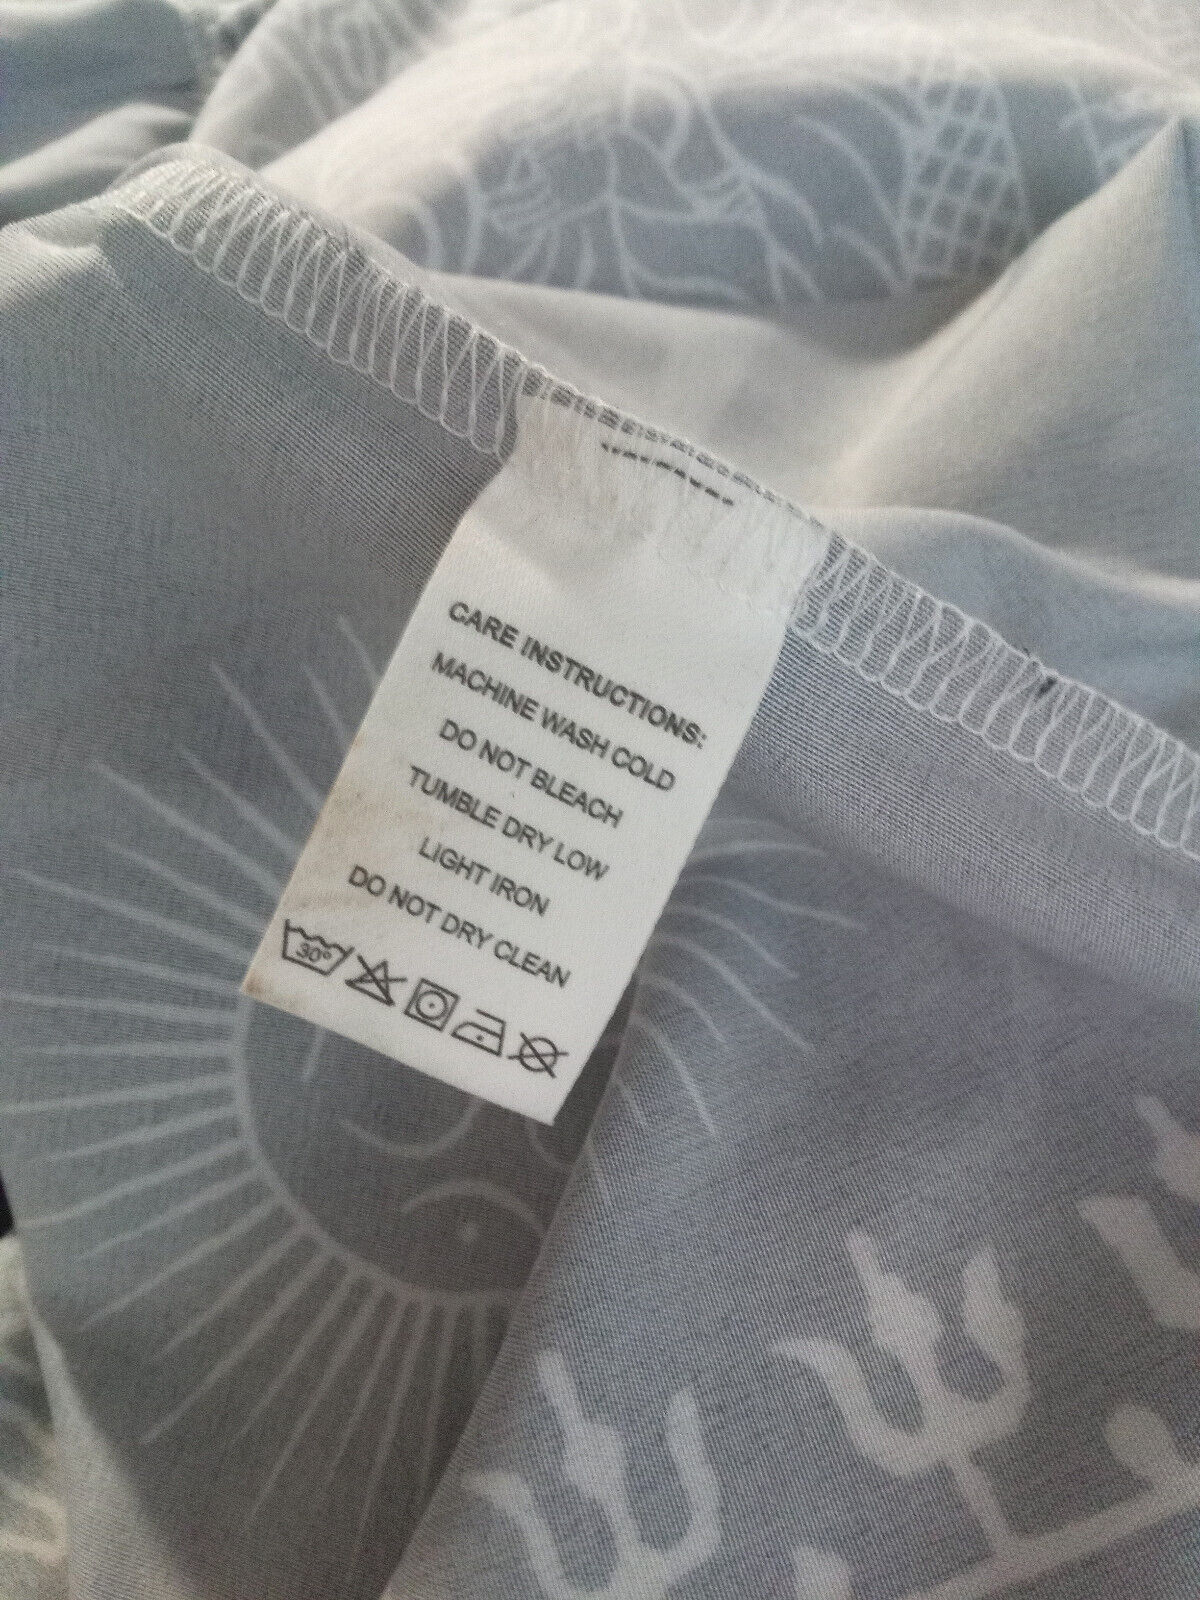 CARE INSTRUCTIONS:
MACHINE WASH COLD
DO NOT BLEACH
TUMBLE DRY LOW
LIGHT IRON
DO NOT DRY CLEAN
30°